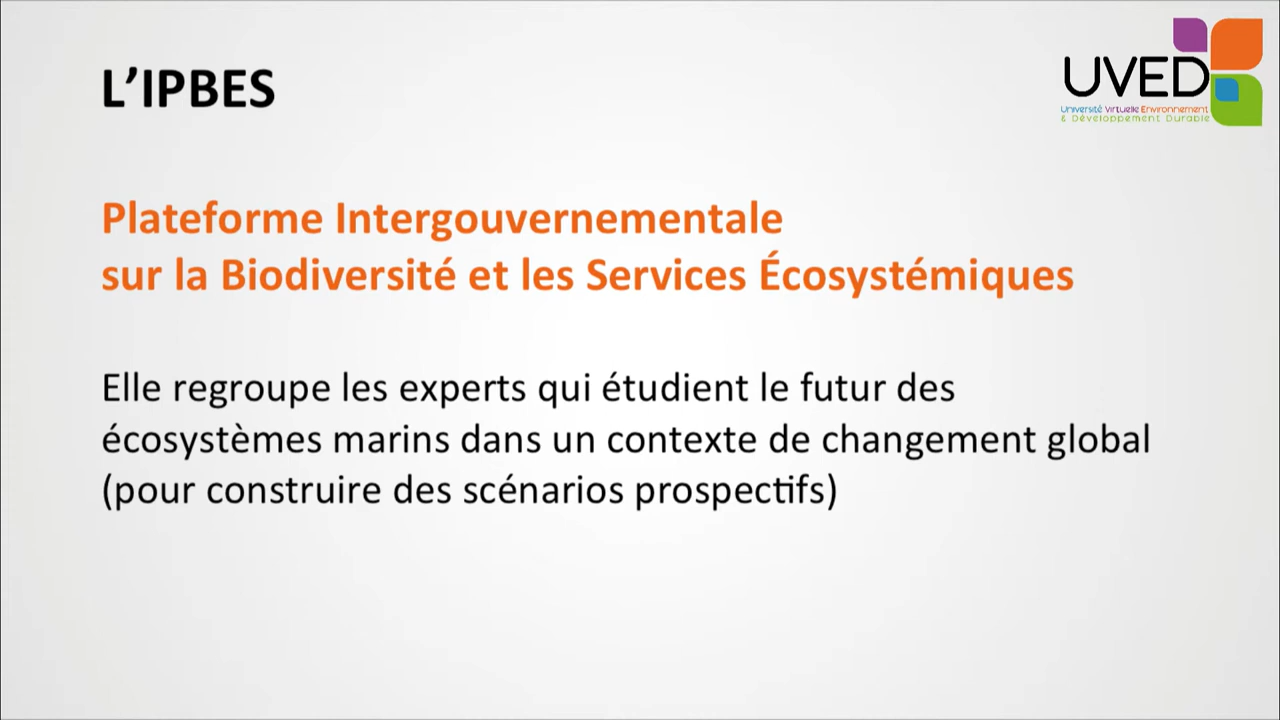 L’IPBES
UVED
Université Virtuelle Environnement
& Développement Durable
Plateforme Intergouvernementale
sur la Biodiversité et les Services Écosystémiques
Elle regroupe les experts qui étudient le futur des
écosystèmes marins dans un contexte de changement global
(pour construire des scénarios prospectifs)